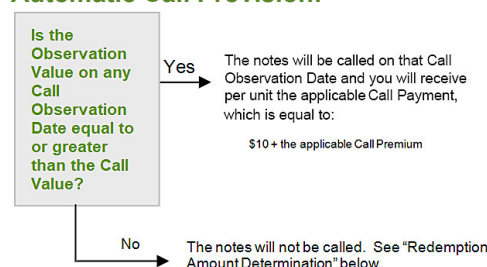 Automatic Call Provision:
Is the
Observation
Value on any
Call
Observation
Date equal to
or greater
than the Call
Value?
Yes
The notes will be called on that Call
Observation Date and you will receive
per unit the applicable Call Payment,
which is equal to:
$10 + the applicable Call Premium
No
The notes will not be called. See "Redemption
Amount Determination" below.